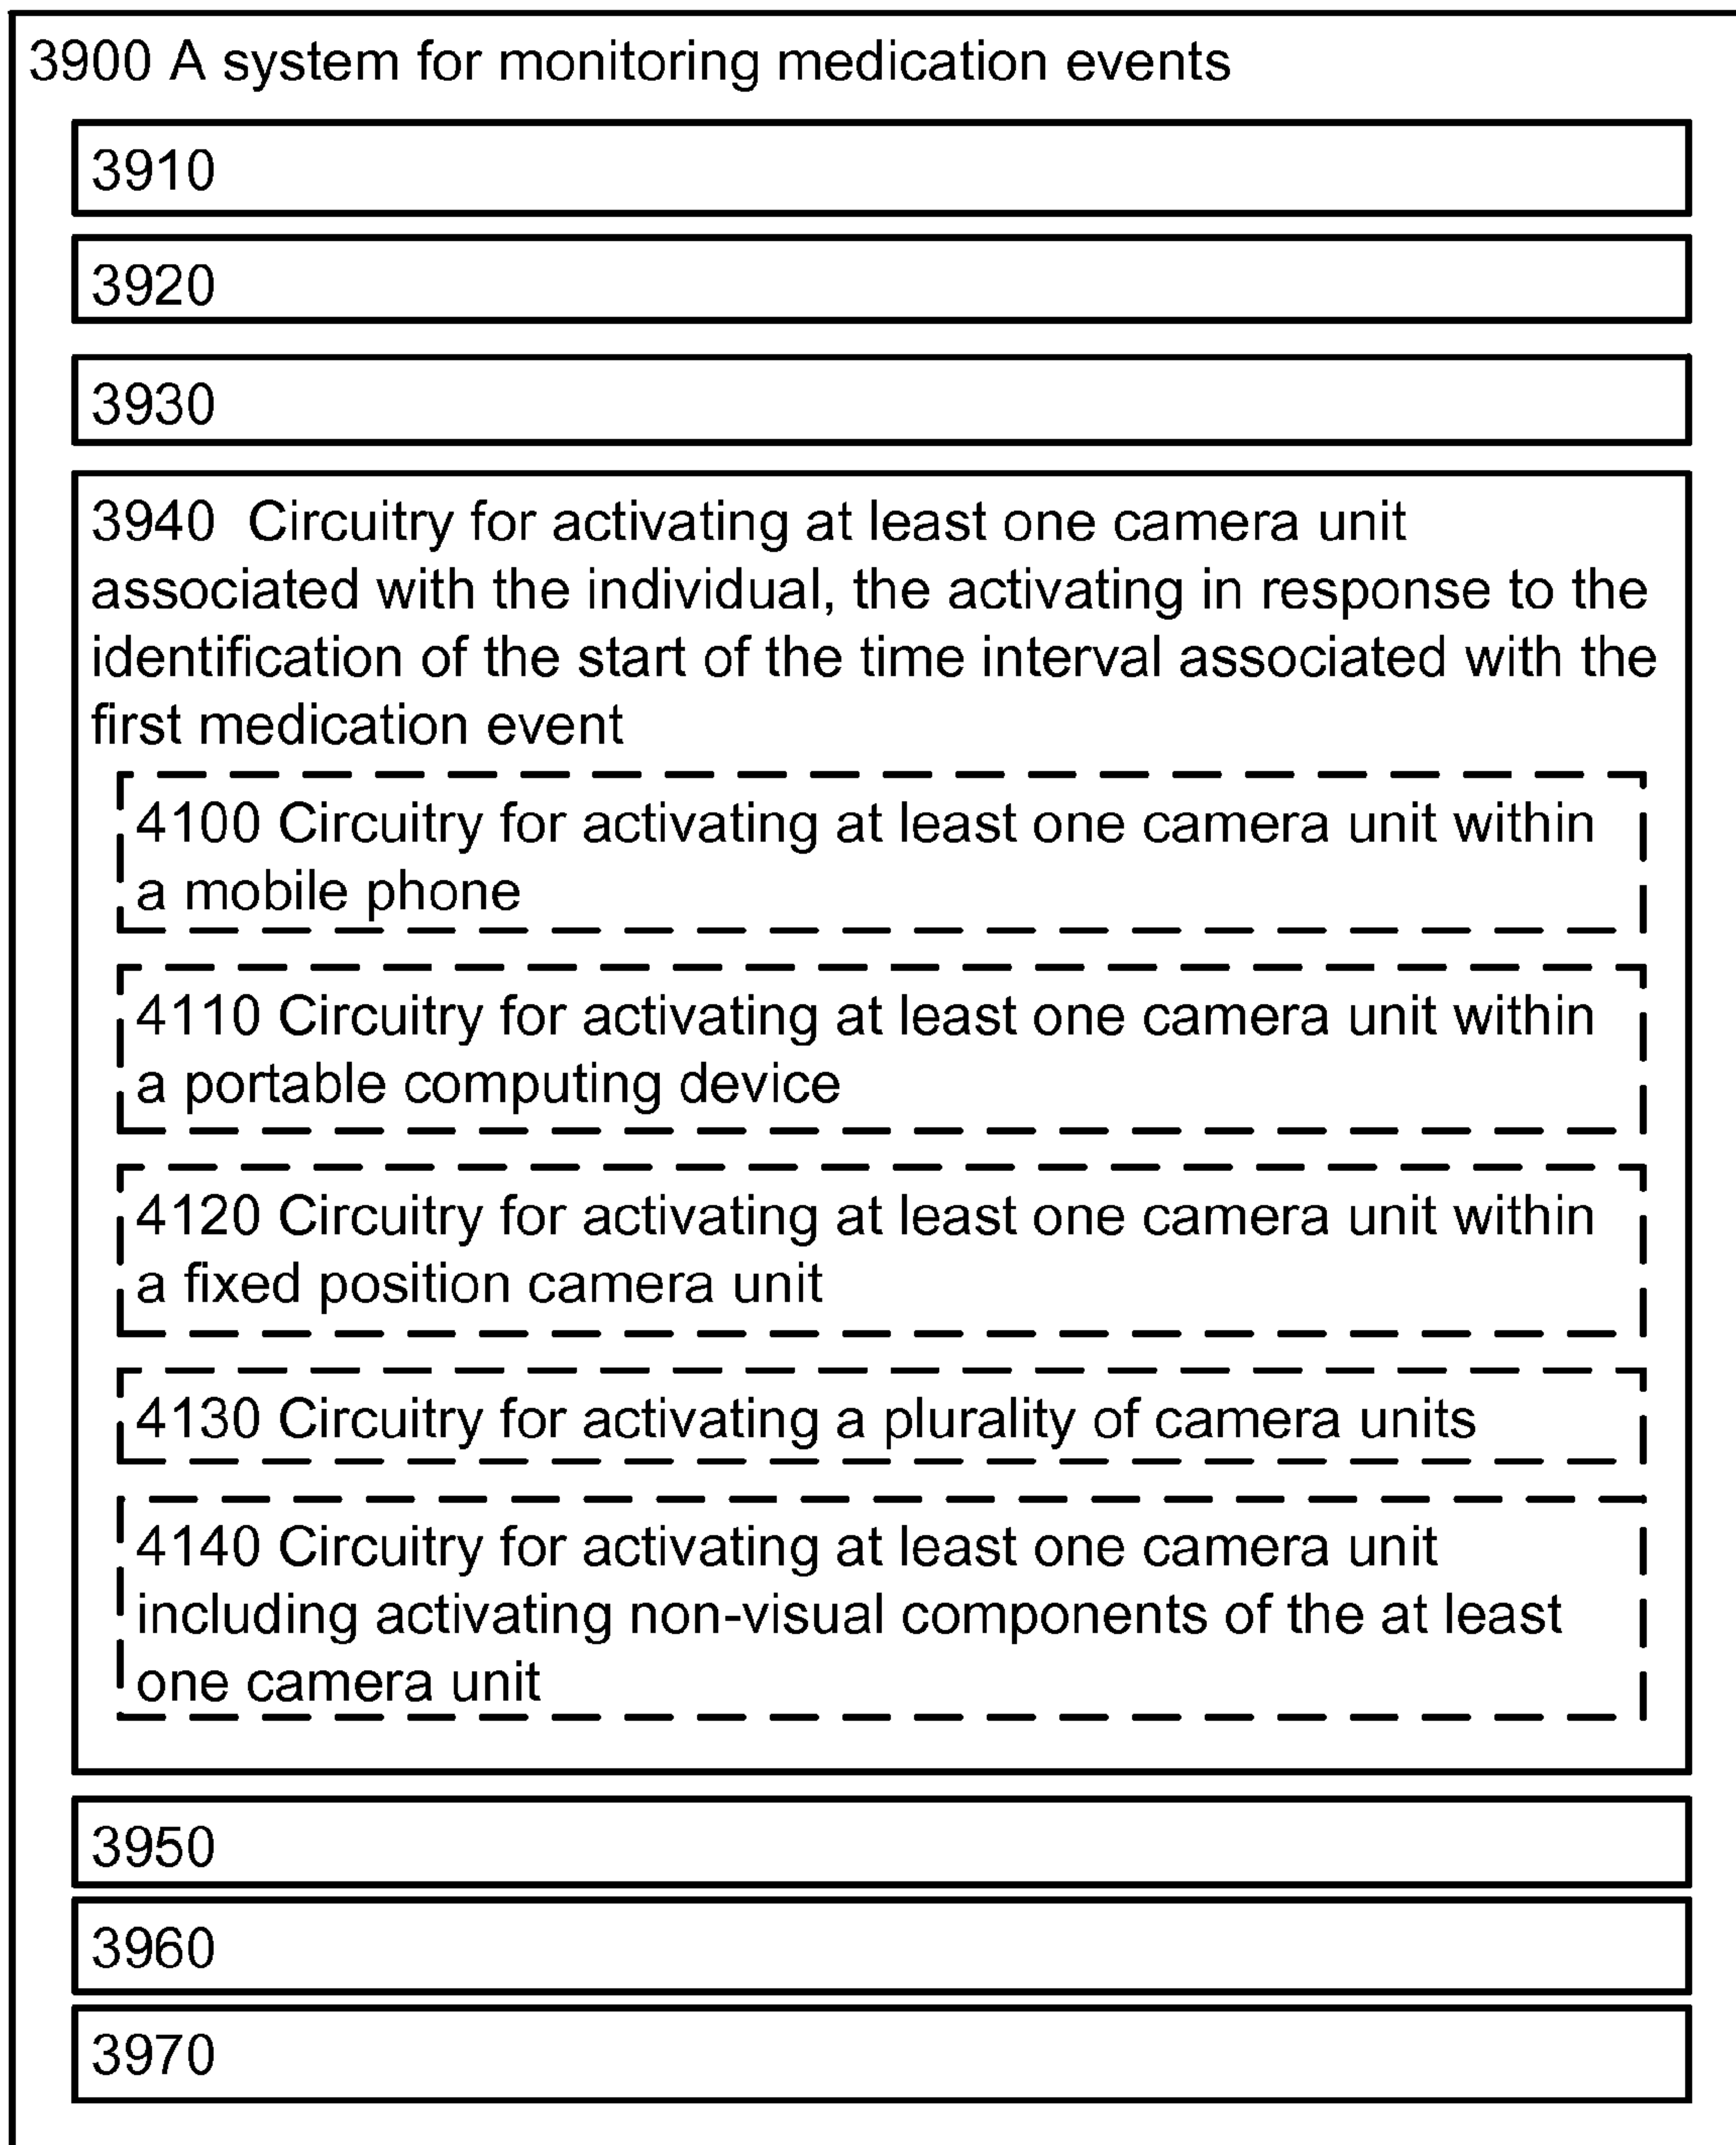 3900 A system for monitoring medication events
3910
3920
3930
3940 Circuitry for activating at least one camera unit
associated with the individual, the activating in response to the
identification of the start of the time interval associated with the
first medication event
4100 Circuitry for activating at least one camera unit within
a mobile phone
4110 Circuitry for activating at least one camera unit within
a portable computing device
4120 Circuitry for activating at least one camera unit within
a fixed position camera unit
4130 Circuitry for activating a plurality of camera units
4140 Circuitry for activating at least one camera unit
including activating non-visual components of the at least
one camera unit
3950
3960
3970